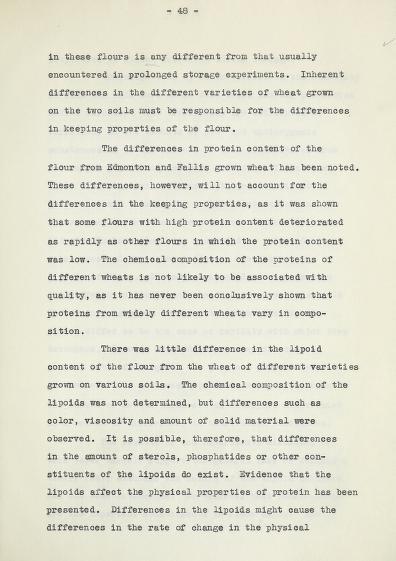 - 48 -
in these flours is any different from that usually
encountered in prolonged storage experiments. Inherent
differences in the different varieties of wheat grown
on the two soils must be responsible for the differences
in keeping properties of the flour.
The differences in protein content of the
flour from Edmonton and Fallis grown wheat has been noted.
These differences, however, will not account for the
differences in the keeping properties, as it was shown
that some flours with high protein content deteriorated
as rapidly as other flours in which the protein content
was low. The chemical composition of the proteins of
different wheats is not likely to be associated with
quality, as it has never been conclusively shown that
proteins from widely different wheats vary in compo-
sition.
There was little difference in the lipoid
content of the flour from the wheat of different varieties
grown on various soils. The chemical composition of the
lipoids was not determined, but differences such as
color, viscosity and amount of solid material were
observed. It is possible, therefore, that differences
in the amount of sterols, phosphatides or other con-
stituents of the lipoids do exist. Evidence that the
lipoids affect the physical properties of protein has been
presented. Differences in the lipoids might cause the
differences in the rate of change in the physical